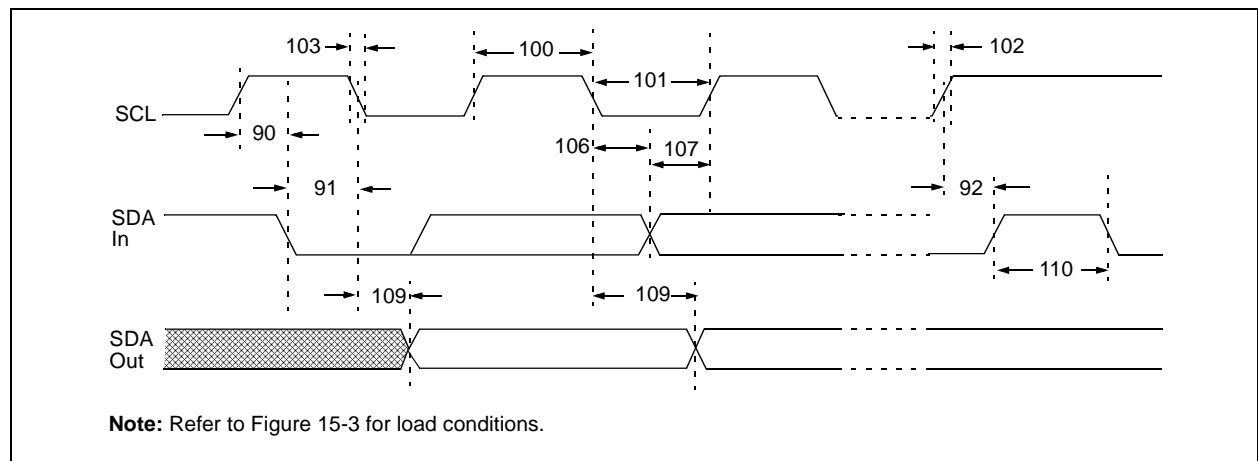 103
100
102
101
SCL
90
106
107
91
92
SDA
In
110
109
109
SDA
Out
Note: Refer to Figure 15-3 for load conditions.